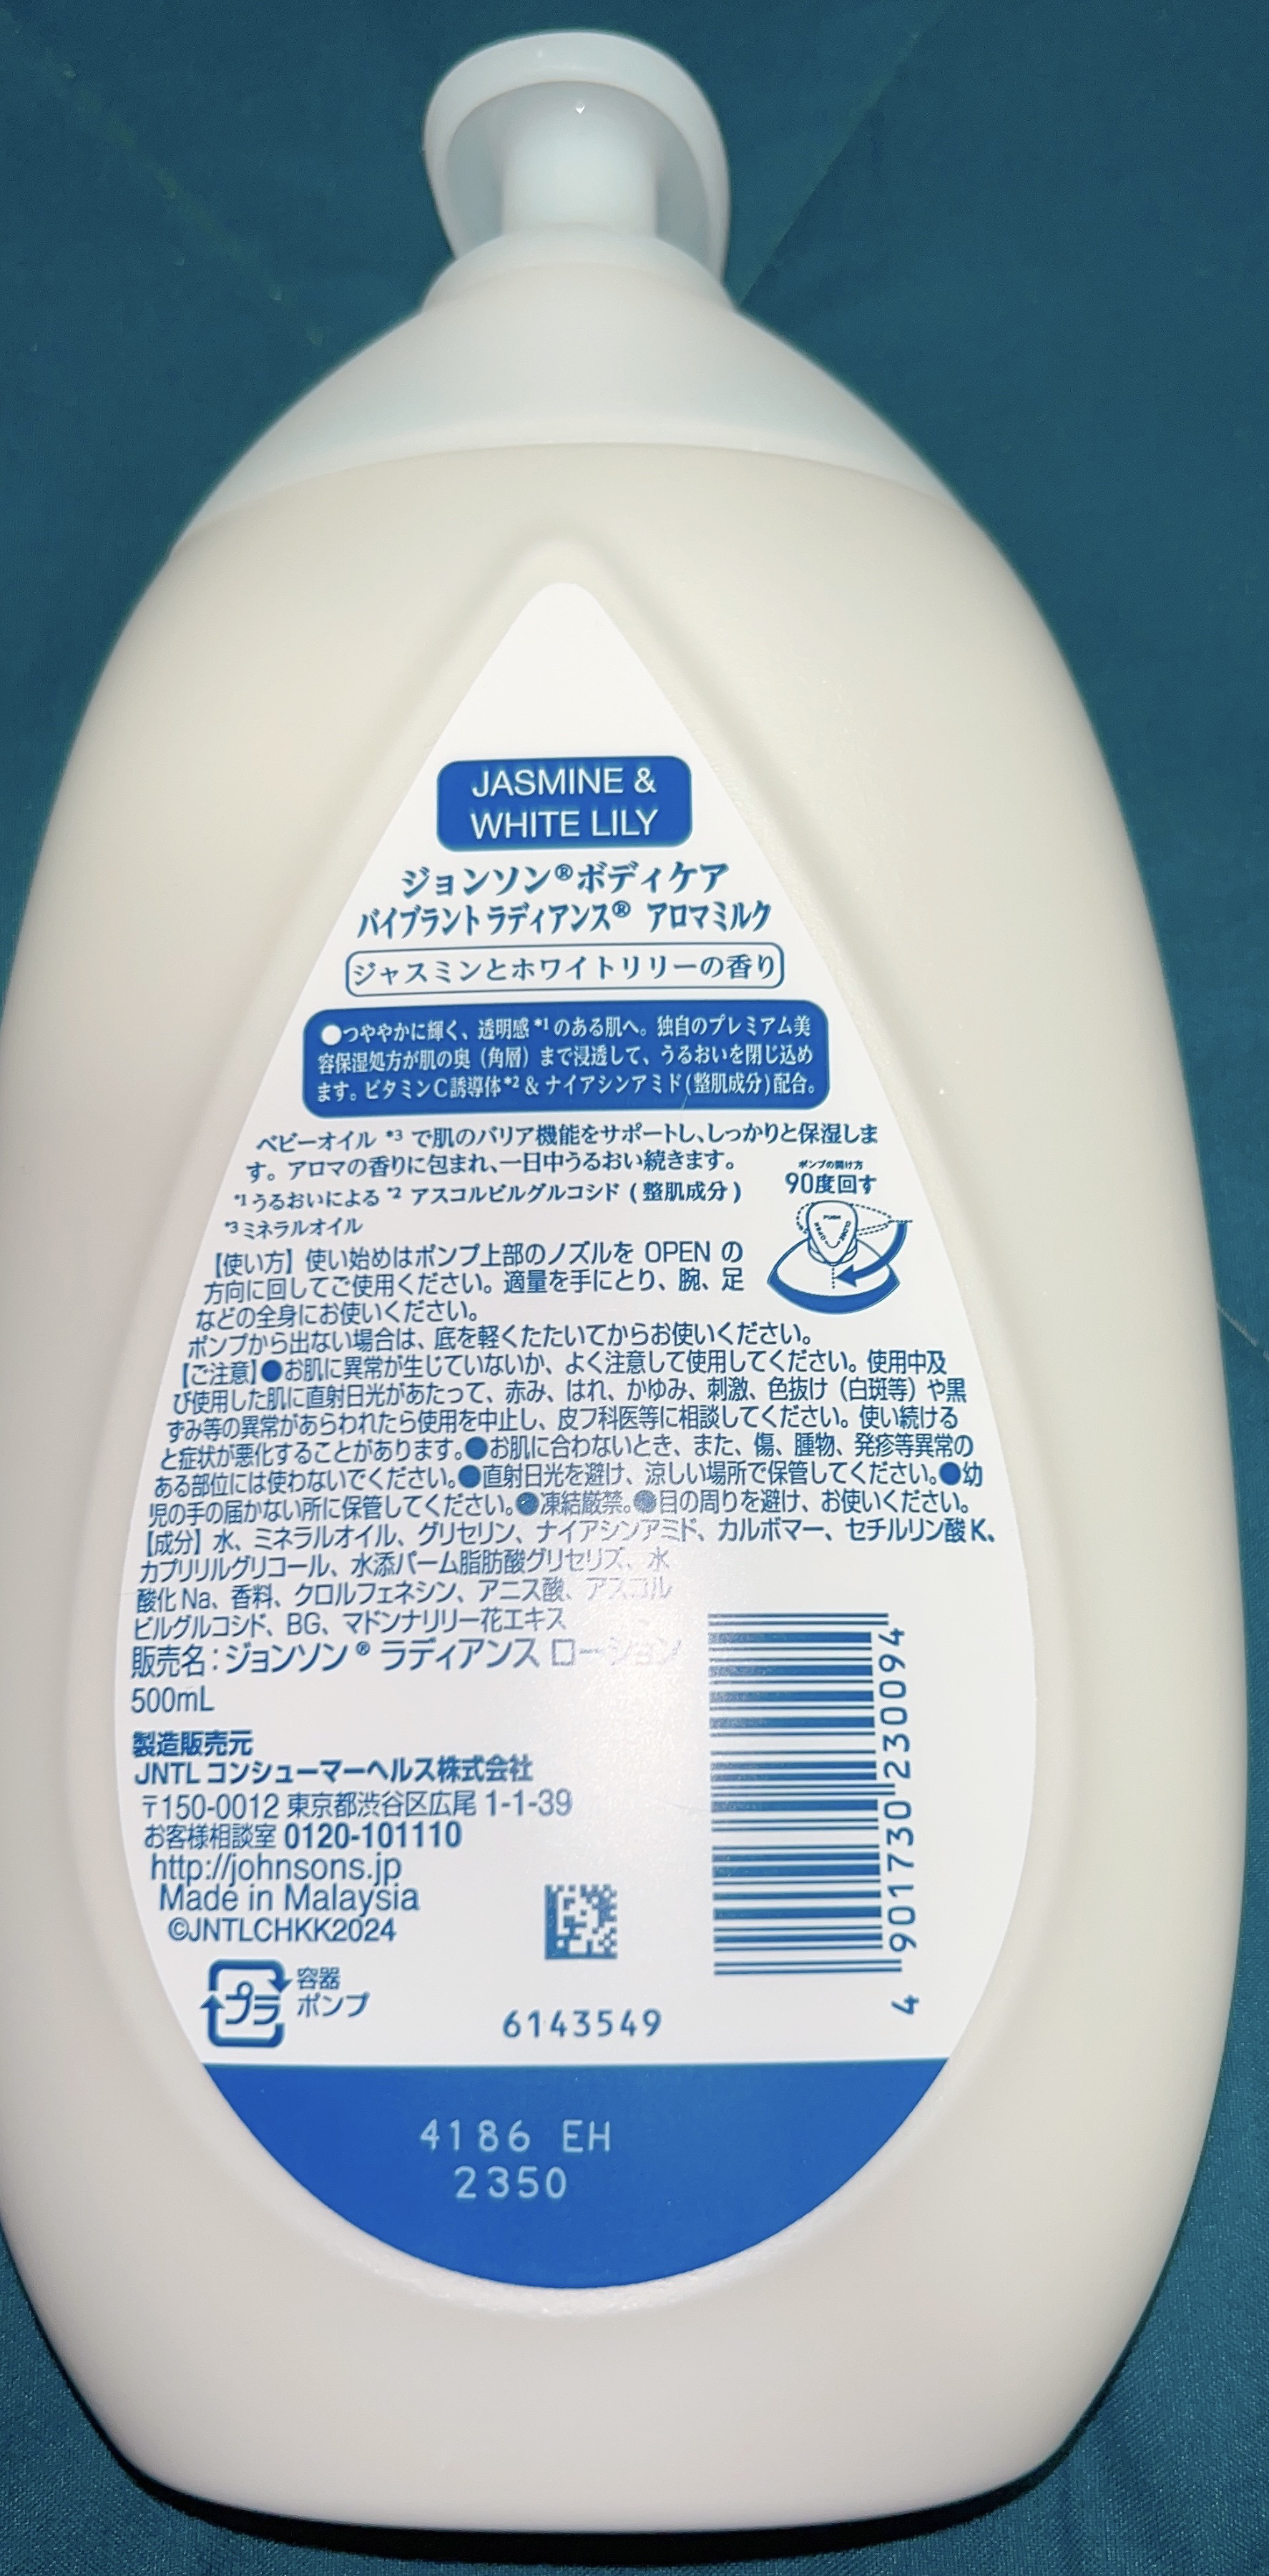 JASMINE &
WHITE LILY
ジョンソン®ボディケア
バイブラント ラディアンス® アロマミルク
ジャスミンとホワイトリリーの香り
●つややかに輝く、透明感*1のある肌へ。独自のプレミアム美
容保湿処方が肌の奥（角層）まで浸透して、うるおいを閉じ込め
ます。ビタミンC誘導体*2 & ナイアシンアミド(整肌成分)配合。
ベビーオイル *3 で肌のバリア機能をサポートし、しっかりと保湿しま
す。アロマの香りに包まれ、一日中うるおい続きます。
*1 うるおいによる *2 アスコルビルグルコシド ( 整肌成分 )
*3 ミネラルオイル
ポンプの開け方
90度回す
PUSH
【使い方】使い始めはポンプ上部のノズルを OPEN の
方向に回してご使用ください。適量を手にとり、腕、足
などの全身にお使いください。
ポンプから出ない場合は、底を軽くたたいてからお使いください。
【ご注意】●お肌に異常が生じていないか、よく注意して使用してください。使用中及
び使用した肌に直射日光があたって、赤み、はれ、かゆみ、刺激、色抜け（白斑等）や黒
ずみ等の異常があらわれたら使用を中止し、皮フ科医等に相談してください。使い続ける
と症状が悪化することがあります。●お肌に合わないとき、また、傷、腫物、発疹等異常の
ある部位には使わないでください。●直射日光を避け、涼しい場所で保管してください。●幼
児の手の届かない所に保管してください。●凍結厳禁。●目の周りを避け、お使いください。
【成分】水、ミネラルオイル、グリセリン、ナイアシンアミド、カルボマー、セチルリン酸K、
カプリリルグリコール、水添パーム脂肪酸グリセリズ、水
酸化Na、香料、クロルフェネシン、アニス酸、アスコル
ビルグルコシド、BG、マドンナリリー花エキス
販売名：ジョンソン® ラディアンス ローション
500mL
製造販売元
JNTL コンシューマーヘルス株式会社
〒150-0012 東京都渋谷区広尾 1-1-39
お客様相談室 0120-101110
http://johnsons.jp
Made in Malaysia
©JNTLCHKK2024
プラ
容器
ポンプ
6143549
4 901730 230094
4186 EH
2350